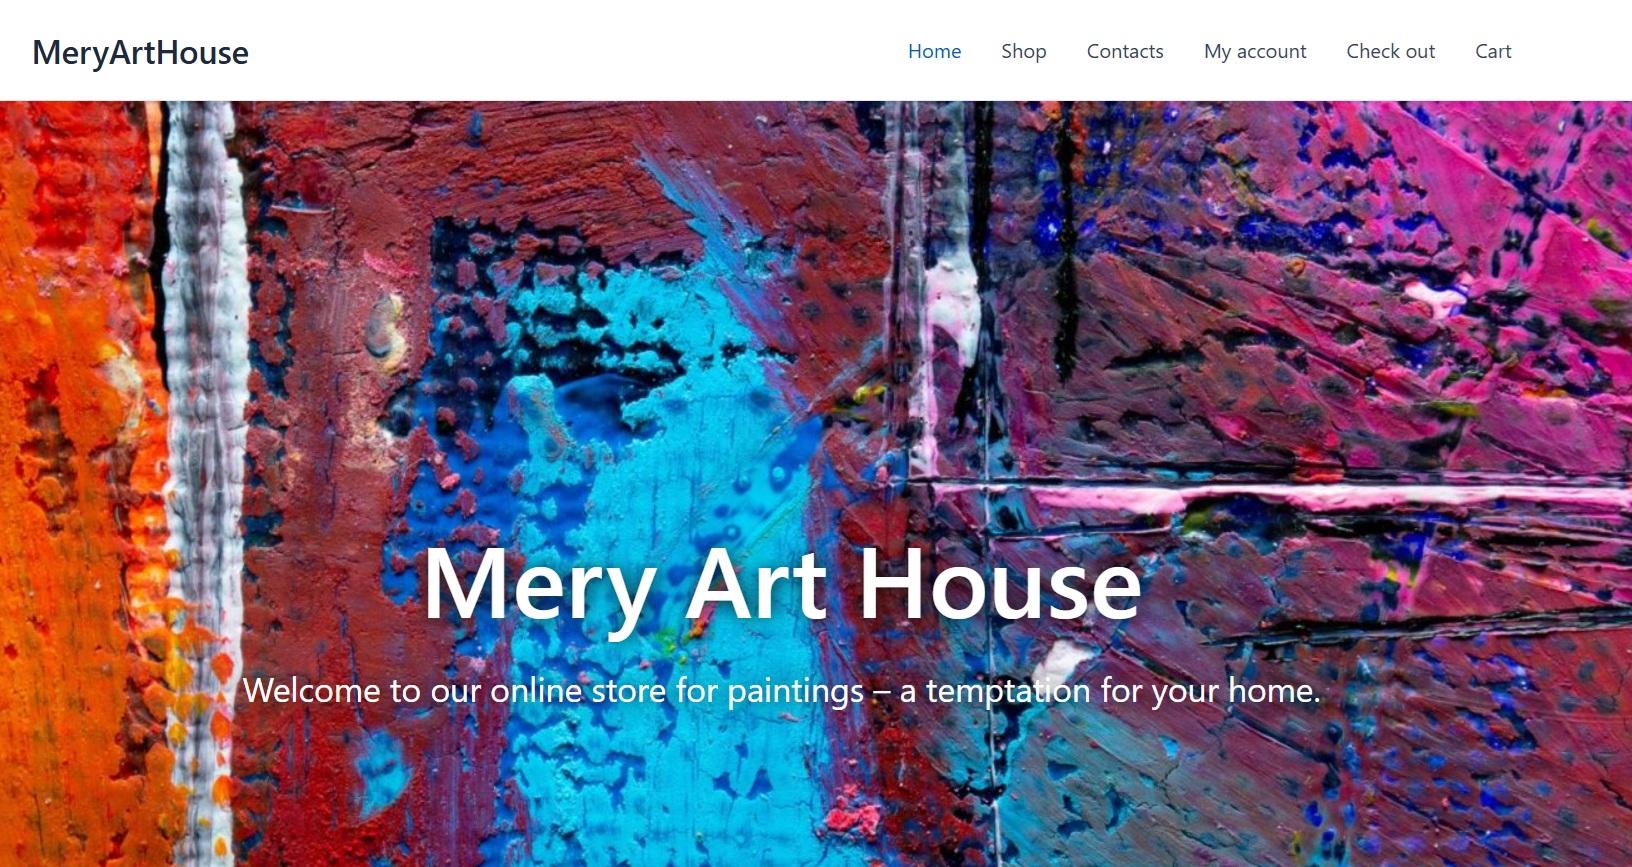 MeryArtHouse
Home Shop Contacts My account Check out Cart
Mery Art House
Welcome to our online store for paintings – a temptation for your home.